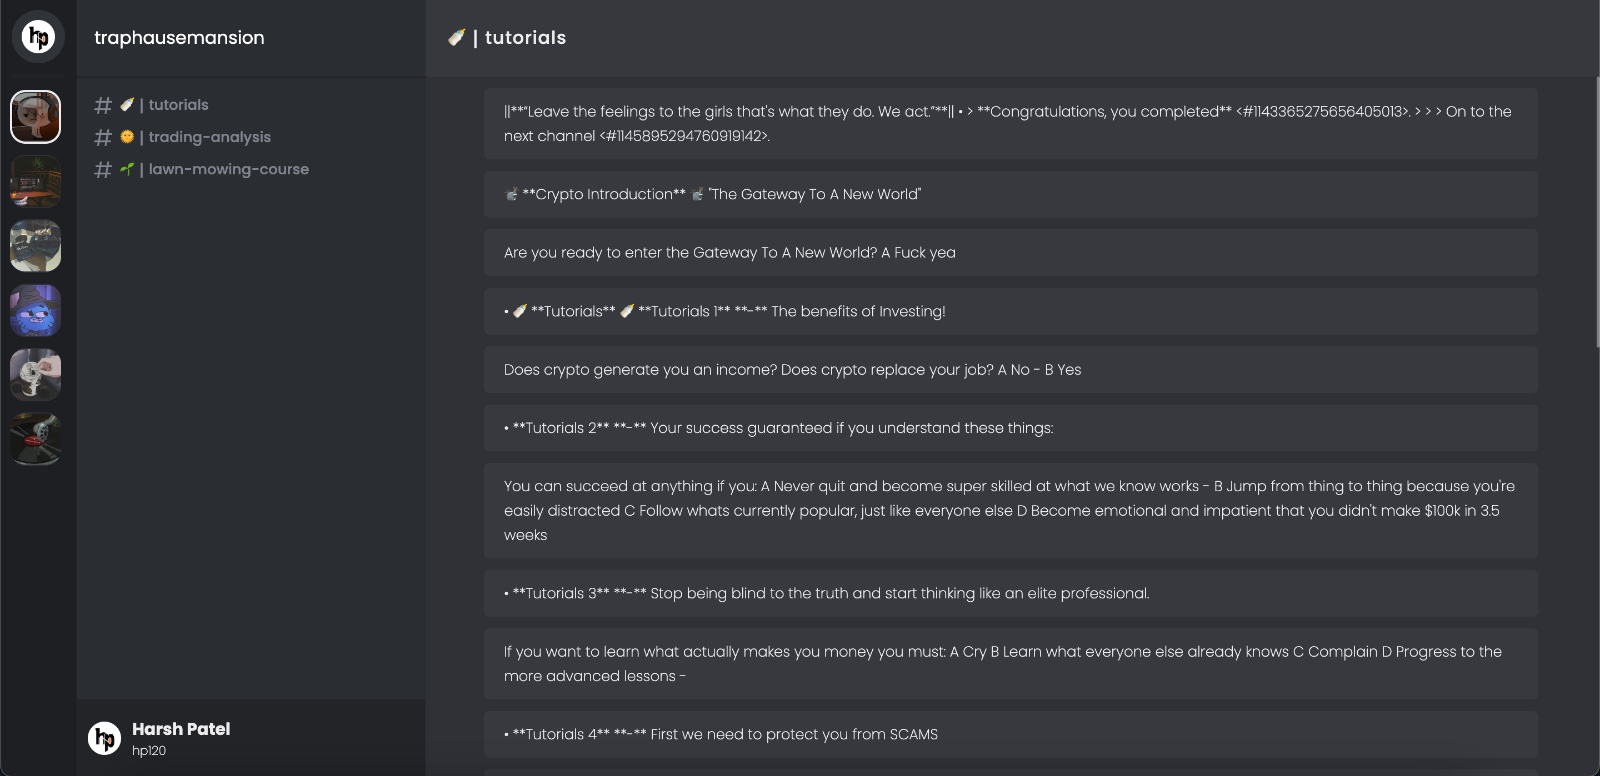 hp
traphausemansion
| tutorials
# | tutorials
# | trading-analysis
# | lawn-mowing-course
||**“Leave the feelings to the girls that's what they do. We act.”**|| • > **Congratulations, you completed** <#1143365275656405013>. > > > On to the
next channel <#1145895294760919142>.
**Crypto Introduction** "The Gateway To A New World"
Are you ready to enter the Gateway To A New World? A Fuck yea
• 🍼 **Tutorials** 🍼 **Tutorials 1** **-** The benefits of Investing!
Does crypto generate you an income? Does crypto replace your job? A No - B Yes
• **Tutorials 2** **-** Your success guaranteed if you understand these things:
You can succeed at anything if you: A Never quit and become super skilled at what we know works - B Jump from thing to thing because you're
easily distracted C Follow whats currently popular, just like everyone else D Become emotional and impatient that you didn't make $100k in 3.5
weeks
• **Tutorials 3** **-** Stop being blind to the truth and start thinking like an elite professional.
If you want to learn what actually makes you money you must: A Cry B Learn what everyone else already knows C Complain D Progress to the
more advanced lessons -
• **Tutorials 4** **-** First we need to protect you from SCAMS
hp
Harsh Patel
hp120